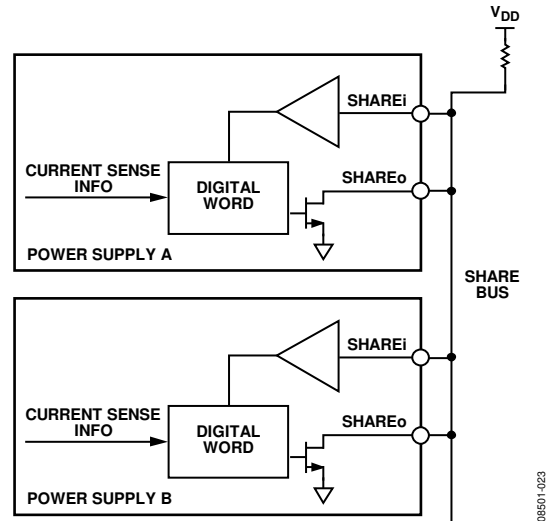 VDD
SHAREi
CURRENT SENSE
INFO
DIGITAL
WORD
SHAREo
POWER SUPPLY A
SHARE
BUS
SHAREi
CURRENT SENSE
INFO
DIGITAL
WORD
SHAREo
POWER SUPPLY B
08501-023